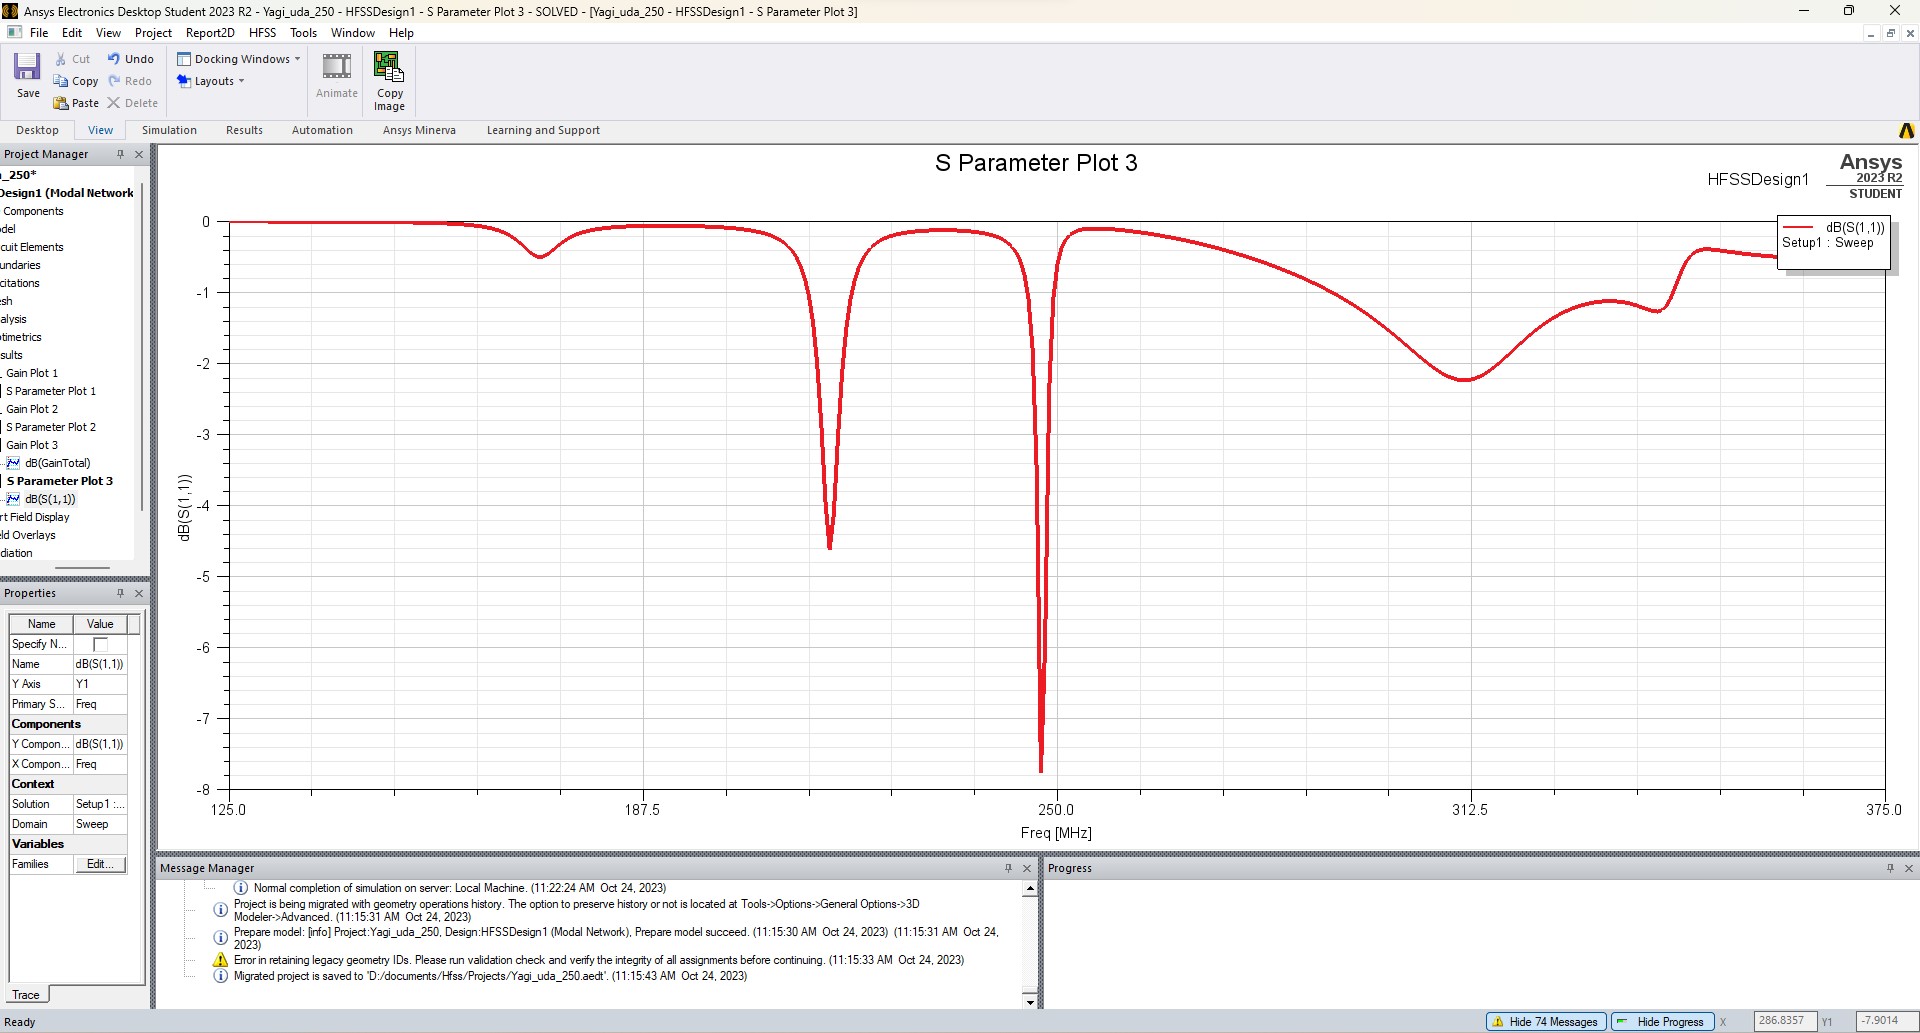 Ansys Electronics Desktop Student 2023 R2 - Yagi_uda_250 - HFSSDesign1 - S Parameter Plot 3 - SOLVED - [Yagi_uda_250 - HFSSDesign1 - S Parameter Plot 3]
File Edit View Project Report2D HFSS Tools Window Help
Save
Cut
Copy
Paste
Undo
Redo
Delete
Docking Windows
Layouts
Animate
Copy
Image
Desktop View Simulation Results Automation Ansys Minerva Learning and Support
Project Manager
_250*
Design1 (Modal Network
Components
del
cuit Elements
undaries
citations
esh
alysis
timetrics
sults
Gain Plot 1
S Parameter Plot 1
Gain Plot 2
S Parameter Plot 2
Gain Plot 3
dB(GainTotal)
S Parameter Plot 3
dB(S(1,1))
rt Field Display
ld Overlays
diation
Properties
Name Value
Specify N...
Name dB(S(1,1))
Y Axis Y1
Primary S... Freq
Components
Y Compon... dB(S(1,1))
X Compon... Freq
Context
Solution Setup1 :...
Domain Sweep
Variables
Families Edit...
Trace
S Parameter Plot 3
HFSSDesign1
Ansys
2023 R2
STUDENT
dB(S(1,1))
Setup1 : Sweep
0
-1
-2
-3
-4
-5
-6
-7
-8
dB(S(1,1))
125.0 187.5 250.0 312.5 375.0
Freq [MHz]
Message Manager
Normal completion of simulation on server: Local Machine. (11:22:24 AM Oct 24, 2023)
Project is being migrated with geometry operations history. The option to preserve history or not is located at Tools->Options->General Options->3D
Modeler->Advanced. (11:15:31 AM Oct 24, 2023)
Prepare model: [info] Project:Yagi_uda_250, Design:HFSSDesign1 (Modal Network), Prepare model succeed. (11:15:30 AM Oct 24, 2023) (11:15:31 AM Oct 24,
2023)
Error in retaining legacy geometry IDs. Please run validation check and verify the integrity of all assignments before continuing. (11:15:33 AM Oct 24, 2023)
Migrated project is saved to 'D:/documents/Hfss/Projects/Yagi_uda_250.aedt'. (11:15:43 AM Oct 24, 2023)
Progress
Ready
Hide 74 Messages
Hide Progress
X 286.8357 Y1 -7.9014